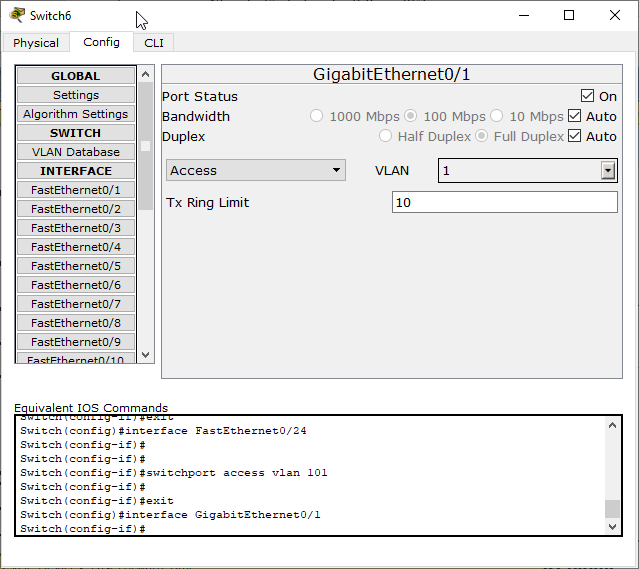 Switch6
Physical Config CLI
GLOBAL
Settings
Algorithm Settings
SWITCH
VLAN Database
INTERFACE
FastEthernet0/1
FastEthernet0/2
FastEthernet0/3
FastEthernet0/4
FastEthernet0/5
FastEthernet0/6
FastEthernet0/7
FastEthernet0/8
FastEthernet0/9
FastEthernet0/10
GigabitEthernet0/1
Port Status On
Bandwidth 1000 Mbps 100 Mbps 10 Mbps Auto
Duplex Half Duplex Full Duplex Auto
Access VLAN 1
Tx Ring Limit 10
Equivalent IOS Commands
Switch(config-if)#exit
Switch(config)#interface FastEthernet0/24
Switch(config-if)#
Switch(config-if)#
Switch(config-if)#switchport access vlan 101
Switch(config-if)#
Switch(config-if)#exit
Switch(config)#interface GigabitEthernet0/1
Switch(config-if)#